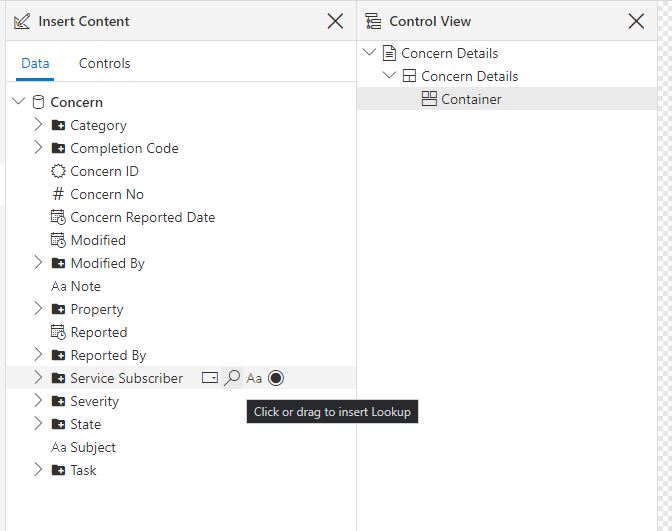 Insert Content
Data
Controls
Concern
Category
Completion Code
Concern ID
# Concern No
Concern Reported Date
Modified
Modified By
Aa Note
Property
Reported
Reported By
Service Subscriber Aa
Click or drag to insert Lookup
Severity
State
Aa Subject
Task
Control View
Concern Details
Concern Details
Container